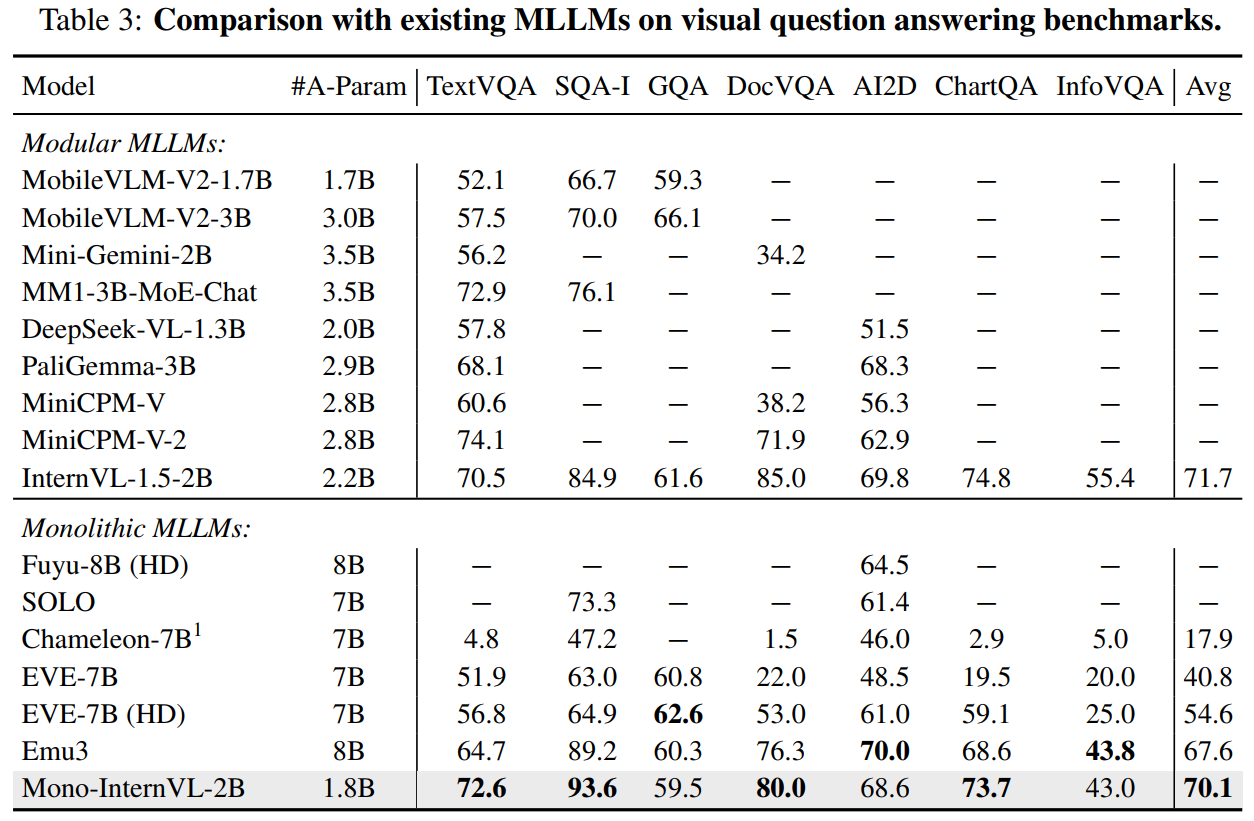 Table 3: Comparison with existing MLLMs on visual question answering benchmarks.
Model #A-Param TextVQA SQA-I GQA DocVQA AI2D ChartQA InfoVQA Avg
Modular MLLMs:
MobileVLM-V2-1.7B 1.7B 52.1 66.7 59.3 – – – – –
MobileVLM-V2-3B 3.0B 57.5 70.0 66.1 – – – – –
Mini-Gemini-2B 3.5B 56.2 – – 34.2 – – – –
MM1-3B-MoE-Chat 3.5B 72.9 76.1 – – – – – –
DeepSeek-VL-1.3B 2.0B 57.8 – – – 51.5 – – –
PaliGemma-3B 2.9B 68.1 – – – 68.3 – – –
MiniCPM-V 2.8B 60.6 – – 38.2 56.3 – – –
MiniCPM-V-2 2.8B 74.1 – – 71.9 62.9 – – –
InternVL-1.5-2B 2.2B 70.5 84.9 61.6 85.0 69.8 74.8 55.4 71.7
Monolithic MLLMs:
Fuyu-8B (HD) 8B – – – – 64.5 – – –
SOLO 7B – 73.3 – – 61.4 – – –
Chameleon-7B¹ 7B 4.8 47.2 – 1.5 46.0 2.9 5.0 17.9
EVE-7B 7B 51.9 63.0 60.8 22.0 48.5 19.5 20.0 40.8
EVE-7B (HD) 7B 56.8 64.9 62.6 53.0 61.0 59.1 25.0 54.6
Emu3 8B 64.7 89.2 60.3 76.3 70.0 68.6 43.8 67.6
Mono-InternVL-2B 1.8B 72.6 93.6 59.5 80.0 68.6 73.7 43.0 70.1